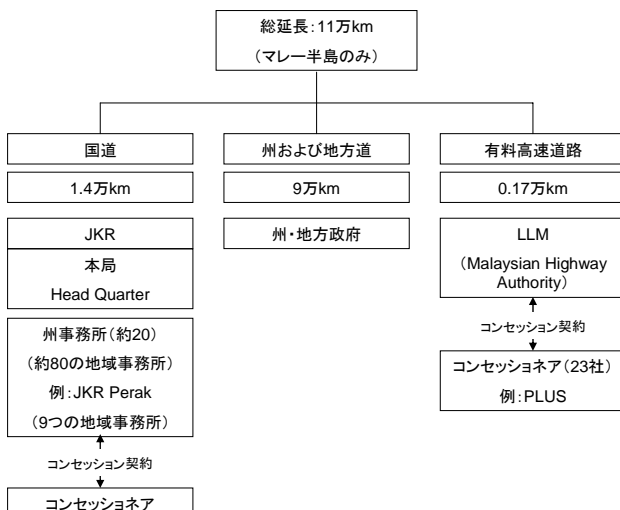 総延長：11万km
（マレー半島のみ）
国道
州および地方道
有料高速道路
1.4万km
9万km
0.17万km
JKR
本局
Head Quarter
州・地方政府
LLM
（Malaysian Highway
Authority）
コンセッション契約
コンセッショネア（23社）
例：PLUS
州事務所（約20）
（約80の地域事務所）
例：JKR Perak
（9つの地域事務所）
コンセッション契約
コンセッショネア